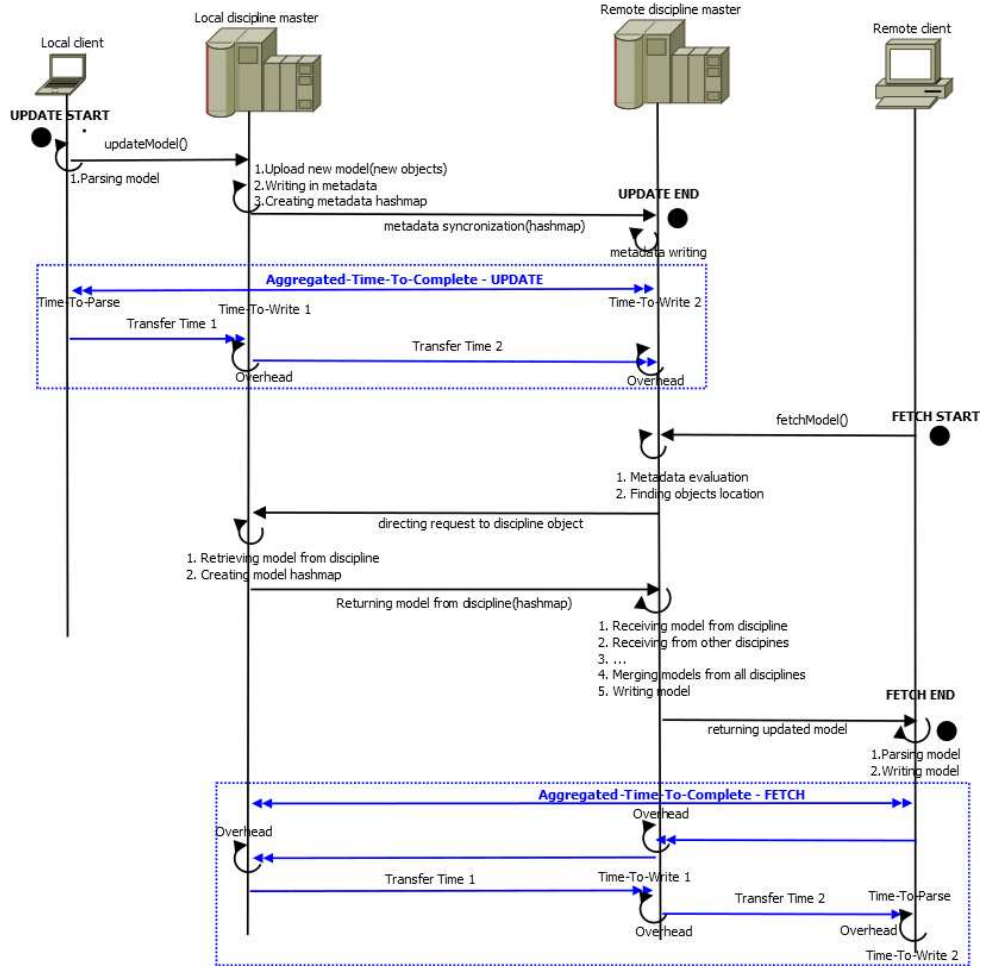 Local discipline master
Remote discipline master
Local client
Remote client
UPDATE START
updateModel()
1.Parsing model
1.Upload new model(new objects)
2.Writing in metadata
3.Creating metadata hashmap
UPDATE END
metadata syncronization(hashmap)
metadata writing
Aggregated-Time-To-Complete - UPDATE
Time-To-Parse
Time-To-Write 1
Time-To-Write 2
Transfer Time 1
Transfer Time 2
Overhead
Overhead
fetchModel()
FETCH START
1. Metadata evaluation
2. Finding objects location
directing request to discipline object
1. Retrieving model from discipline
2. Creating model hashmap
Returning model from discipline(hashmap)
1. Receiving model from discipline
2. Receiving from other discipines
3. ...
4. Merging models from all disciplines
5. Writing model
FETCH END
returning updated model
1.Parsing model
2.Writing model
Aggregated-Time-To-Complete - FETCH
Overhead
Overhead
Transfer Time 1
Time-To-Write 1
Transfer Time 2
Time-To-Parse
Overhead
Overhead
Time-To-Write 2